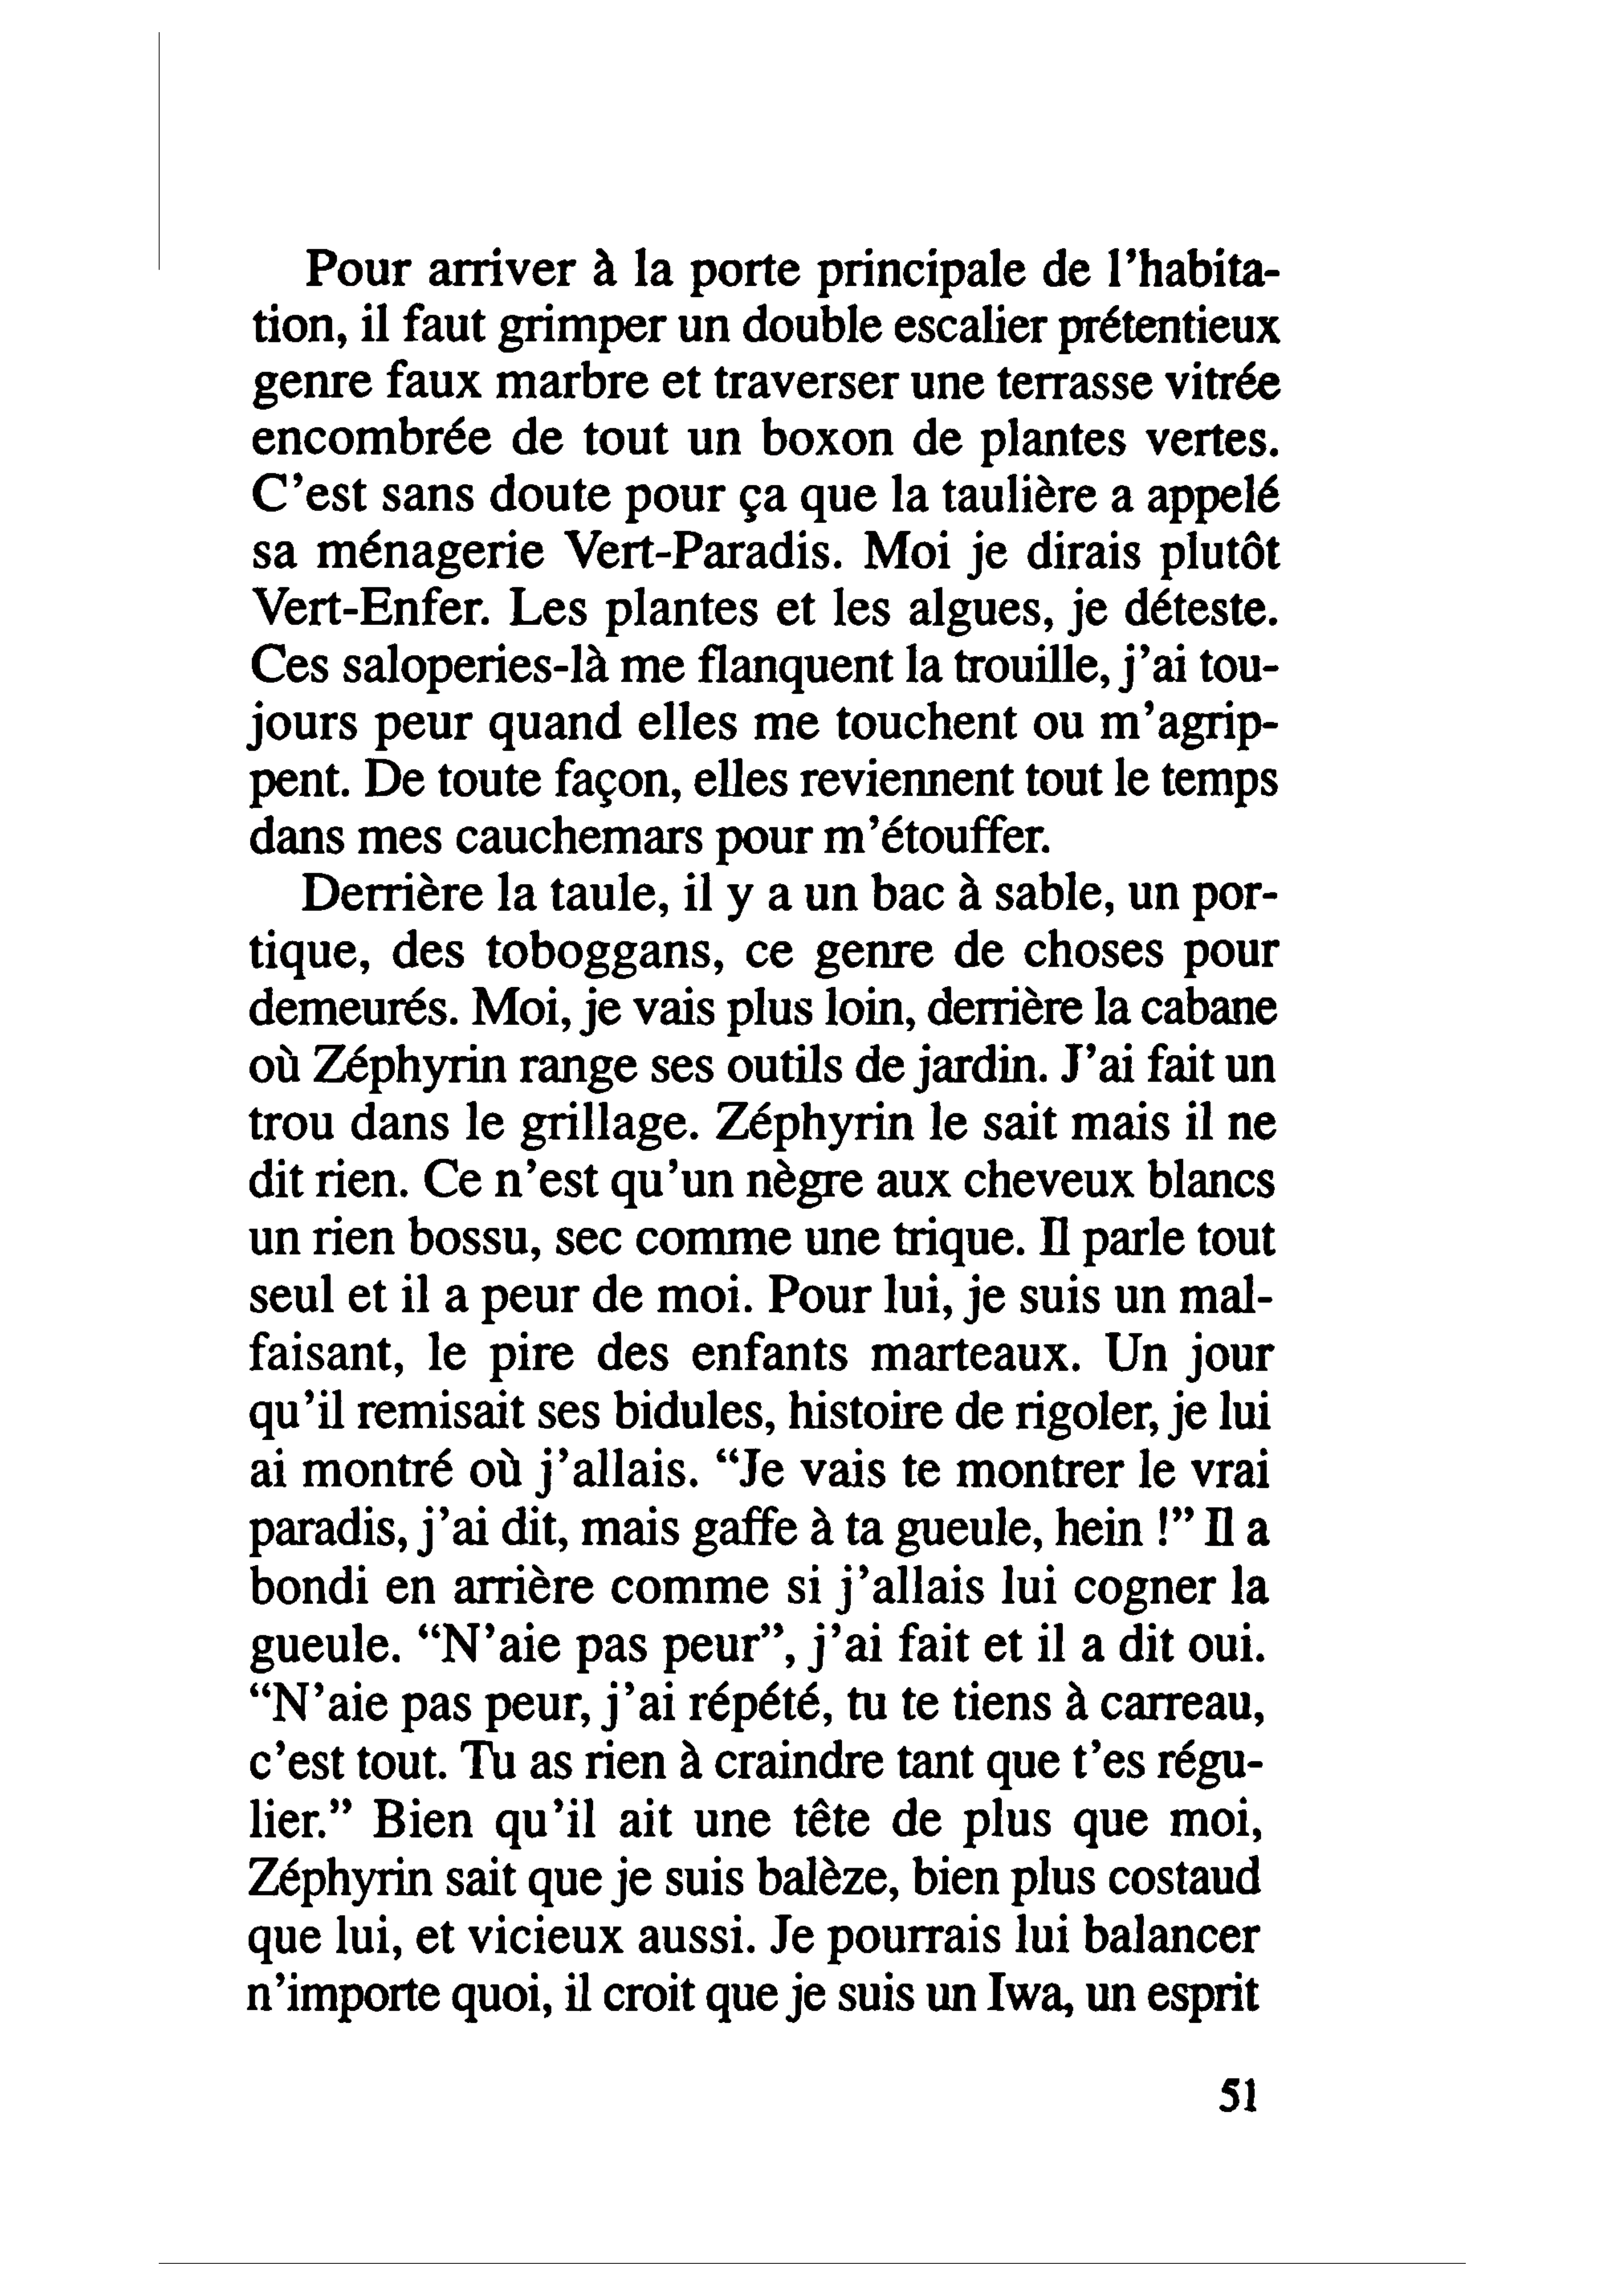 Pour arriver à la porte principale de l'habita-
tion, il faut grimper un double escalier prétentieux
genre faux marbre et traverser une terrasse vitrée
encombrée de tout un boxon de plantes vertes.
C'est sans doute pour ça que la taulière a appelé
sa ménagerie Vert-Paradis. Moi je dirais plutôt
Vert-Enfer. Les plantes et les algues, je déteste.
Ces saloperies-là me flanquent la trouille, j'ai tou-
jours peur quand elles me touchent ou m'agrip-
pent. De toute façon, elles reviennent tout le temps
dans mes cauchemars pour m'étouffer.
Derrière la taule, il y a un bac à sable, un por-
tique, des toboggans, ce genre de choses pour
demeurés. Moi, je vais plus loin, derrière la cabane
où Zéphyrin range ses outils de jardin. J'ai fait un
trou dans le grillage. Zéphyrin le sait mais il ne
dit rien. Ce n'est qu'un nègre aux cheveux blancs
un rien bossu, sec comme une trique. Il parle tout
seul et il a peur de moi. Pour lui, je suis un mal-
faisant, le pire des enfants marteaux. Un jour
qu'il remisait ses bidules, histoire de rigoler, je lui
ai montré où j'allais. “Je vais te montrer le vrai
paradis, j'ai dit, mais gaffe à ta gueule, hein !” Il a
bondi en arrière comme si j'allais lui cogner la
gueule. “N'aie pas peur”, j'ai fait et il a dit oui.
“N'aie pas peur, j'ai répété, tu te tiens à carreau,
c'est tout. Tu as rien à craindre tant que t'es régu-
lier.” Bien qu'il ait une tête de plus que moi,
Zéphyrin sait que je suis balèze, bien plus costaud
que lui, et vicieux aussi. Je pourrais lui balancer
n'importe quoi, il croit que je suis un Iwa, un esprit
51